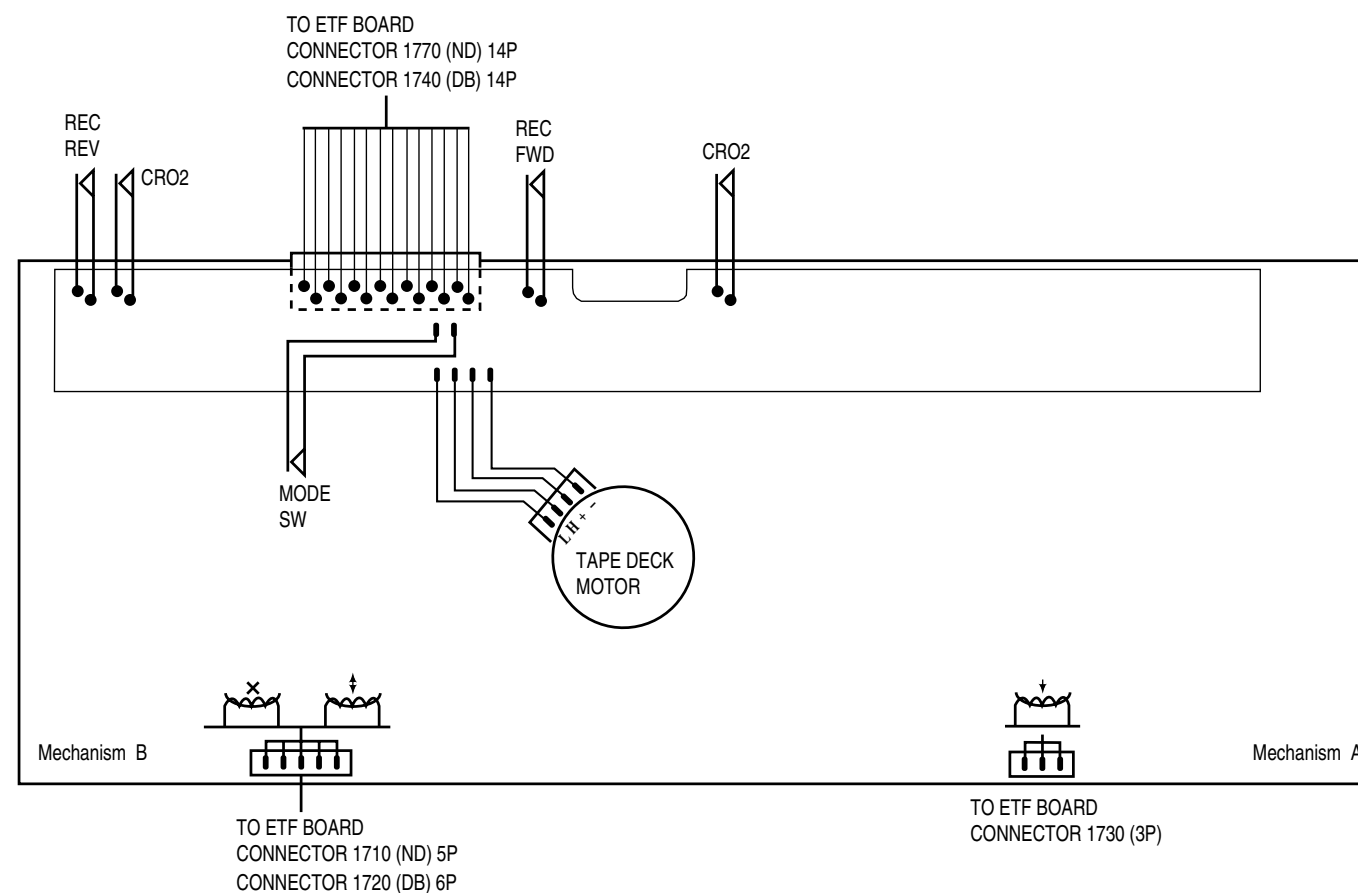 TO ETF BOARD
CONNECTOR 1770 (ND) 14P
CONNECTOR 1740 (DB) 14P
REC
REV
CRO2
REC
FWD
CRO2
MODE
SW
L H + -
TAPE DECK
MOTOR
Mechanism B
Mechanism A
TO ETF BOARD
CONNECTOR 1710 (ND) 5P
CONNECTOR 1720 (DB) 6P
TO ETF BOARD
CONNECTOR 1730 (3P)